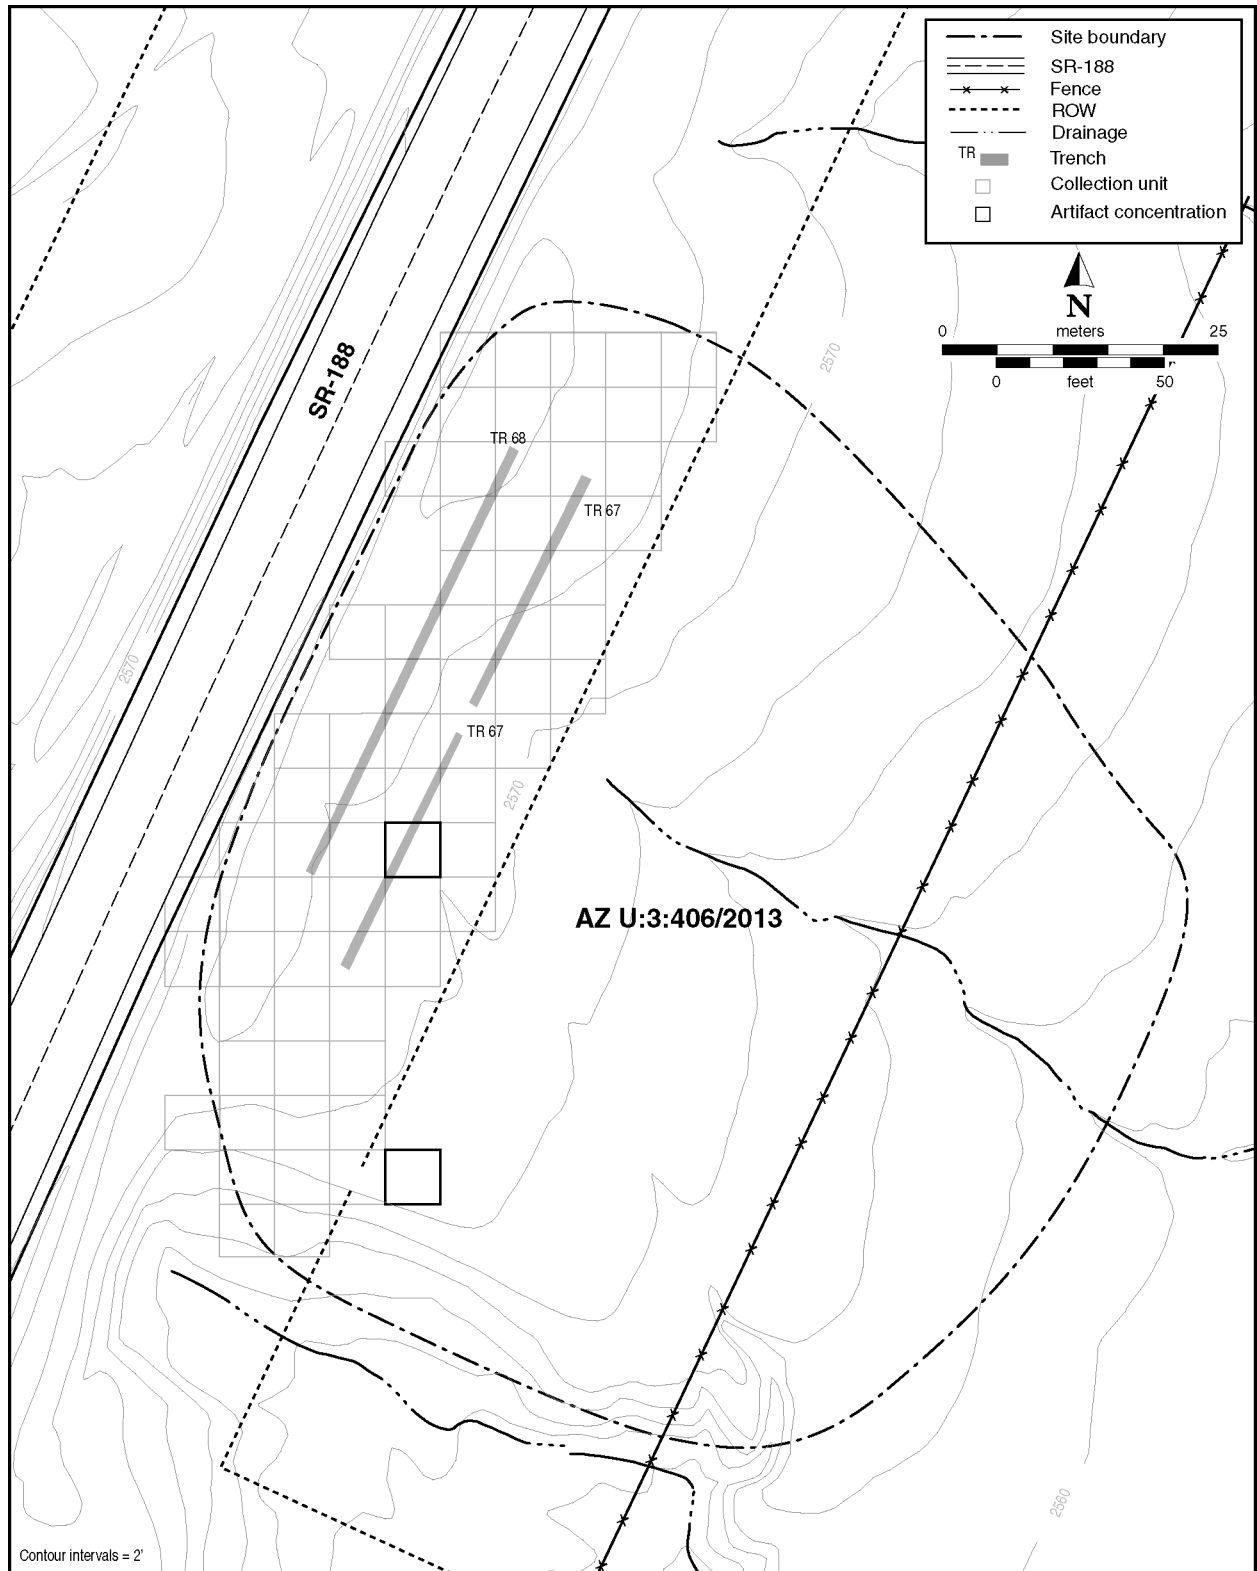 Site boundary
SR-188
Fence
ROW
Drainage
TR Trench
Collection unit
Artifact concentration
N
0 meters 25
0 feet 50
2570
SR-188
TR 68
TR 67
2570
TR 67
2570
AZ U:3:406/2013
2560
Contour intervals = 2'